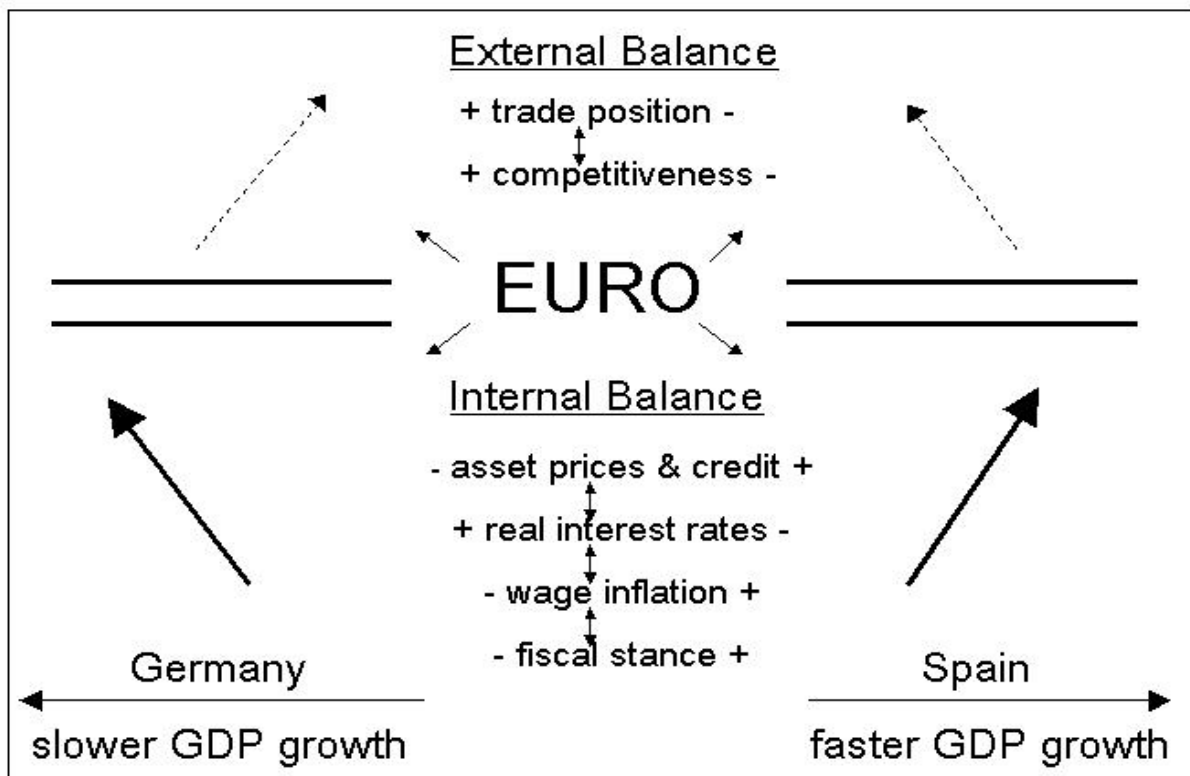 External Balance
+ trade position -
+ competitiveness -
EURO
Internal Balance
- asset prices & credit +
+ real interest rates -
- wage inflation +
- fiscal stance +
Germany
slower GDP growth
Spain
faster GDP growth